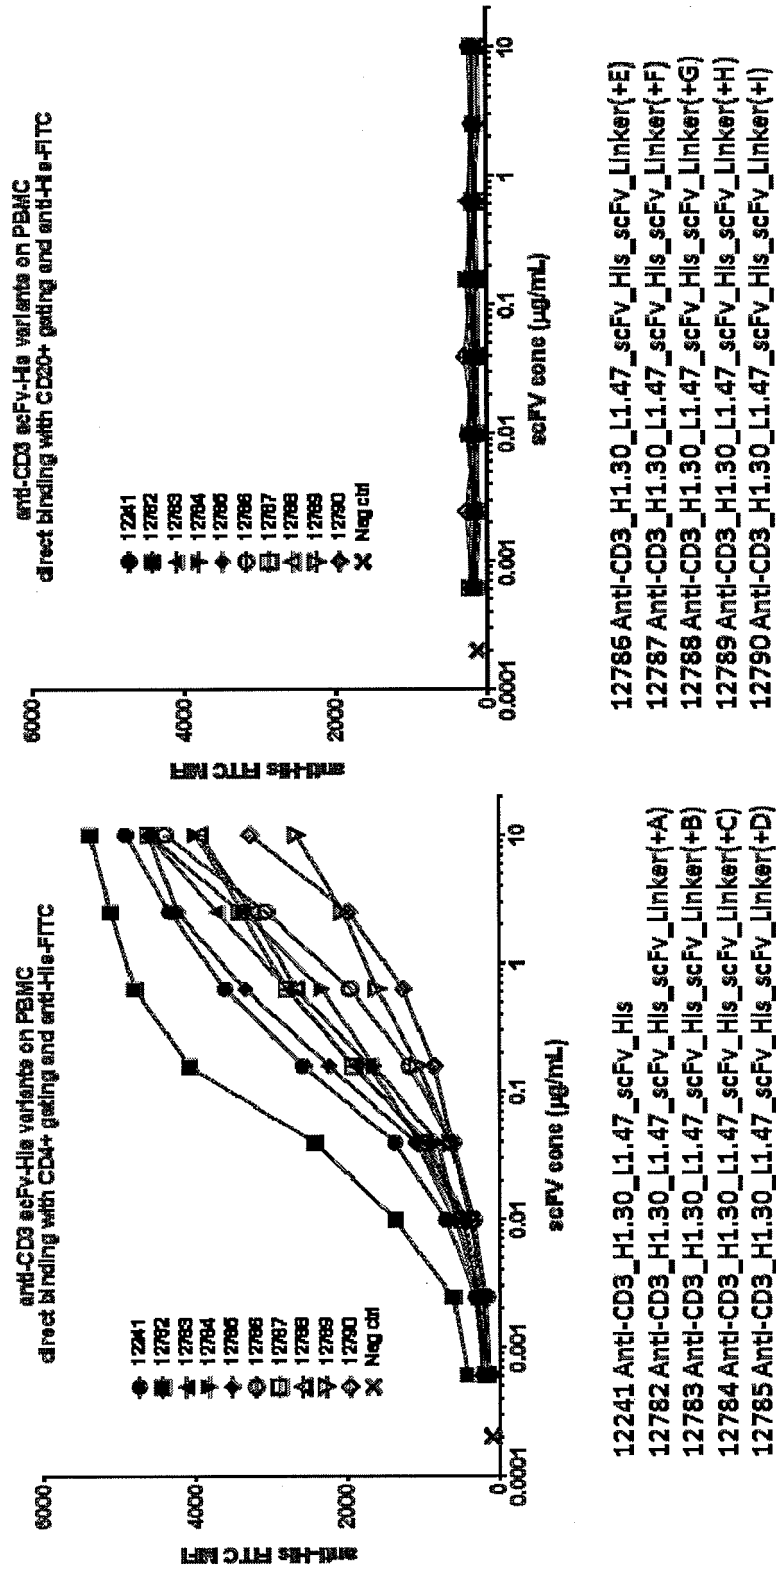 anti-CD3 scFv-His variants on PBMC
direct binding with CD4+ gating and anti-His-FITC
anti-His FITC MFI
6000
4000
2000
0
12241
12782
12783
12784
12785
12786
12787
12788
12789
12790
Neg ctrl
0.0001
0.001
0.01
0.1
1
10
scFV conc (µg/mL)
anti-CD3 scFv-His variants on PBMC
direct binding with CD20+ gating and anti-His-FITC
anti-His FITC MFI
6000
4000
2000
0
12241
12782
12783
12784
12785
12786
12787
12788
12789
12790
Neg ctrl
0.0001
0.001
0.01
0.1
1
10
scFV conc (µg/mL)
12241 Anti-CD3_H1.30_L1.47_scFv_His
12782 Anti-CD3_H1.30_L1.47_scFv_His_scFv_Linker(+A)
12783 Anti-CD3_H1.30_L1.47_scFv_His_scFv_Linker(+B)
12784 Anti-CD3_H1.30_L1.47_scFv_His_scFv_Linker(+C)
12785 Anti-CD3_H1.30_L1.47_scFv_His_scFv_Linker(+D)
12786 Anti-CD3_H1.30_L1.47_scFv_His_scFv_Linker(+E)
12787 Anti-CD3_H1.30_L1.47_scFv_His_scFv_Linker(+F)
12788 Anti-CD3_H1.30_L1.47_scFv_His_scFv_Linker(+G)
12789 Anti-CD3_H1.30_L1.47_scFv_His_scFv_Linker(+H)
12790 Anti-CD3_H1.30_L1.47_scFv_His_scFv_Linker(+I)